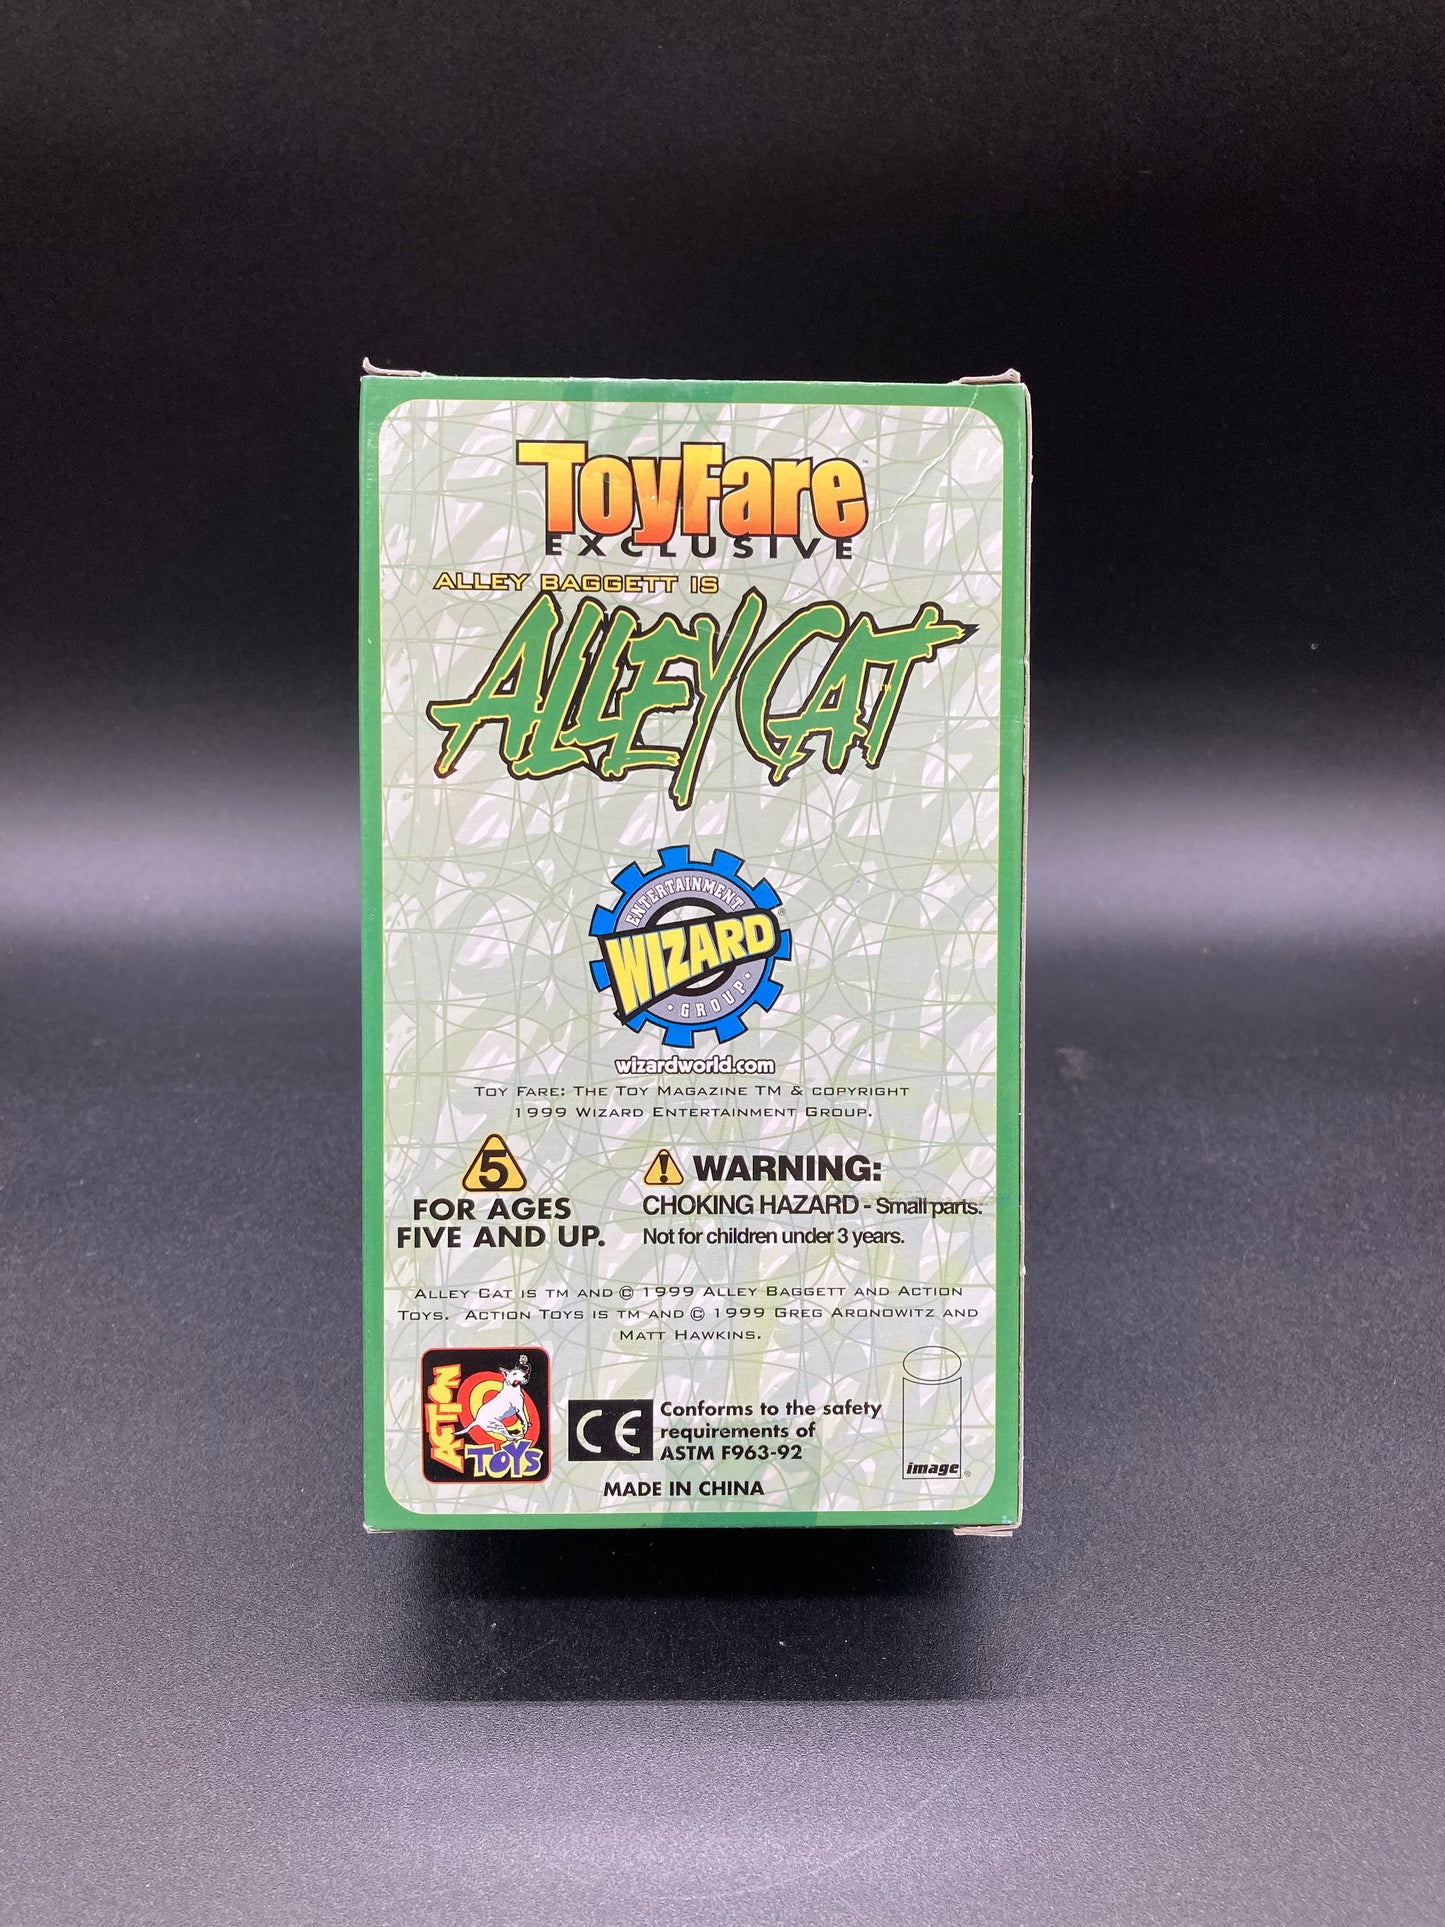 ToyFare™
EXCLUSIVE
ALLEY BAGGETT IS
ALLEY CAT™
ENTERTAINMENT
WIZARD®
• GROUP •
wizardworld.com
TOY FARE: THE TOY MAGAZINE TM & COPYRIGHT
1999 WIZARD ENTERTAINMENT GROUP.
5
FOR AGES
FIVE AND UP.
! WARNING:
CHOKING HAZARD - Small parts.
Not for children under 3 years.
ALLEY CAT IS TM AND © 1999 ALLEY BAGGETT AND ACTION
TOYS. ACTION TOYS IS TM AND © 1999 GREG ARONOWITZ AND
MATT HAWKINS.
ACTION
TOYS
CE
Conforms to the safety
requirements of
ASTM F963-92
MADE IN CHINA
image®